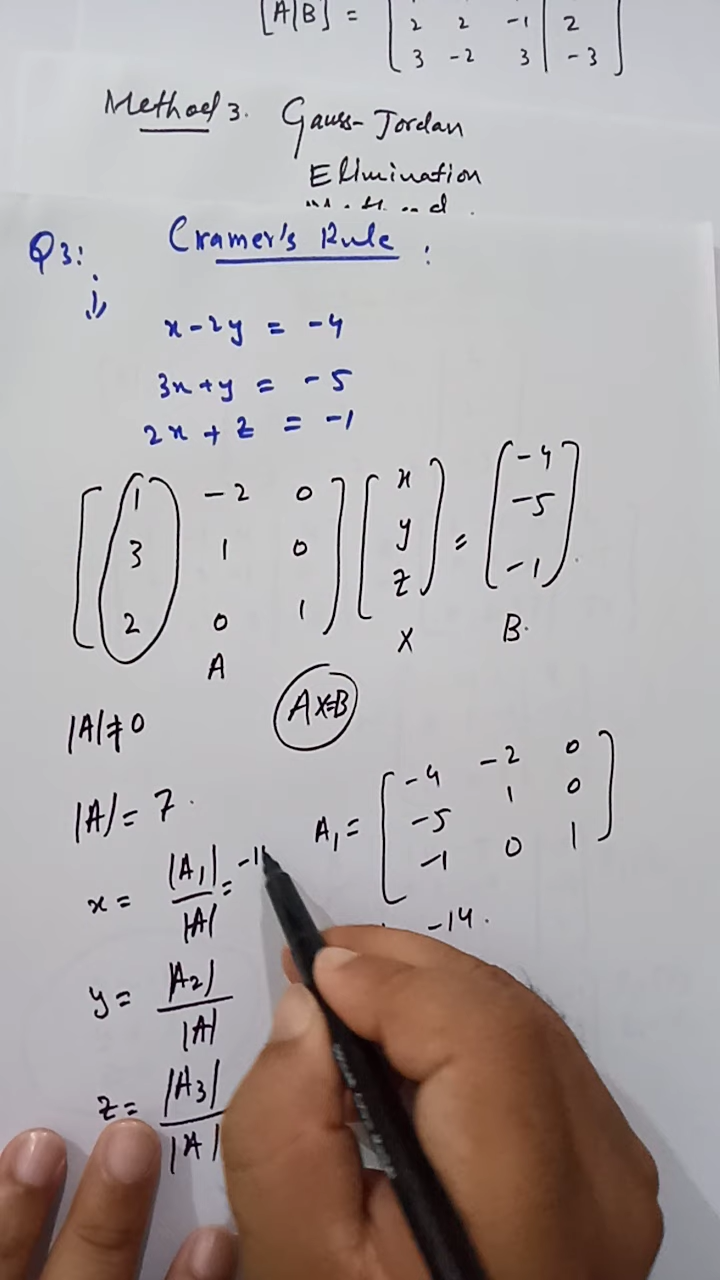 [A|B] =
2 2 -1 | 2
3 -2 3 | -3
Method 3. Gauss-Jordan
Elimination
Q3: Cramer's Rule :
x - 2y = -4
3x + y = -5
2x + z = -1
1 -2 0 x -4
3 1 0 y = -5
2 0 1 z -1
A X B.
|A| ≠ 0 AX=B
|A| = 7.
A₁ =
-4 -2 0
-5 1 0
-1 0 1
-14.
x = |A₁| / |A| = -1
y = |A₂| / |A|
z = |A₃| / |A|